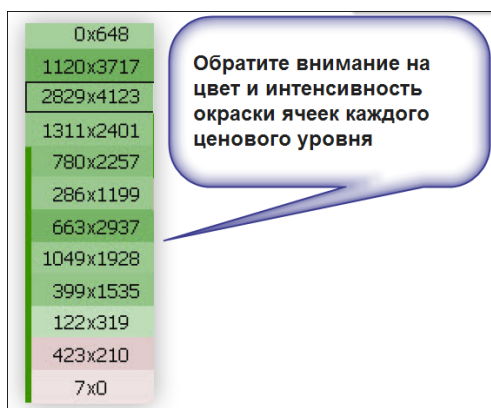 0x648
1120x3717
2829x4123
1311x2401
780x2257
286x1199
663x2937
1049x1928
399x1535
122x319
423x210
7x0
Обратите внимание на
цвет и интенсивность
окраски ячеек каждого
ценового уровня